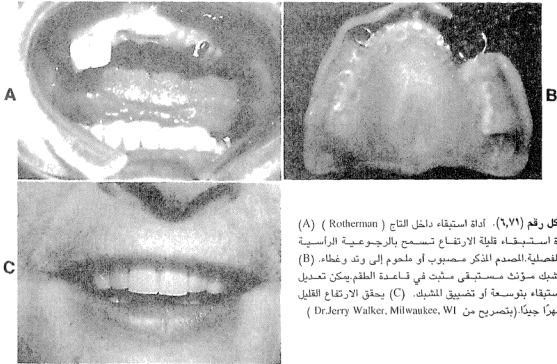 A
B
C
كل رقم (٦,٧١). أداة استبقاء داخل التاج ( Rotherman ) (A)
ة استبقاء قليلة الارتفاع تسمح بالرجوعية الرأسية
لفصلية.المصدم المذكر مصبوب أو ملحوم إلى وتد وغطاء. (B)
شبك مؤنث مستبقى مثبت في قاعدة الطقم.يمكن تعديل
ستبقاء بتوسعة أو تضييق المشبك. (C) يحقق الارتفاع القليل
هرًا جيدًا.(بتصريح من Dr.Jerry Walker, Milwaukee, WI )